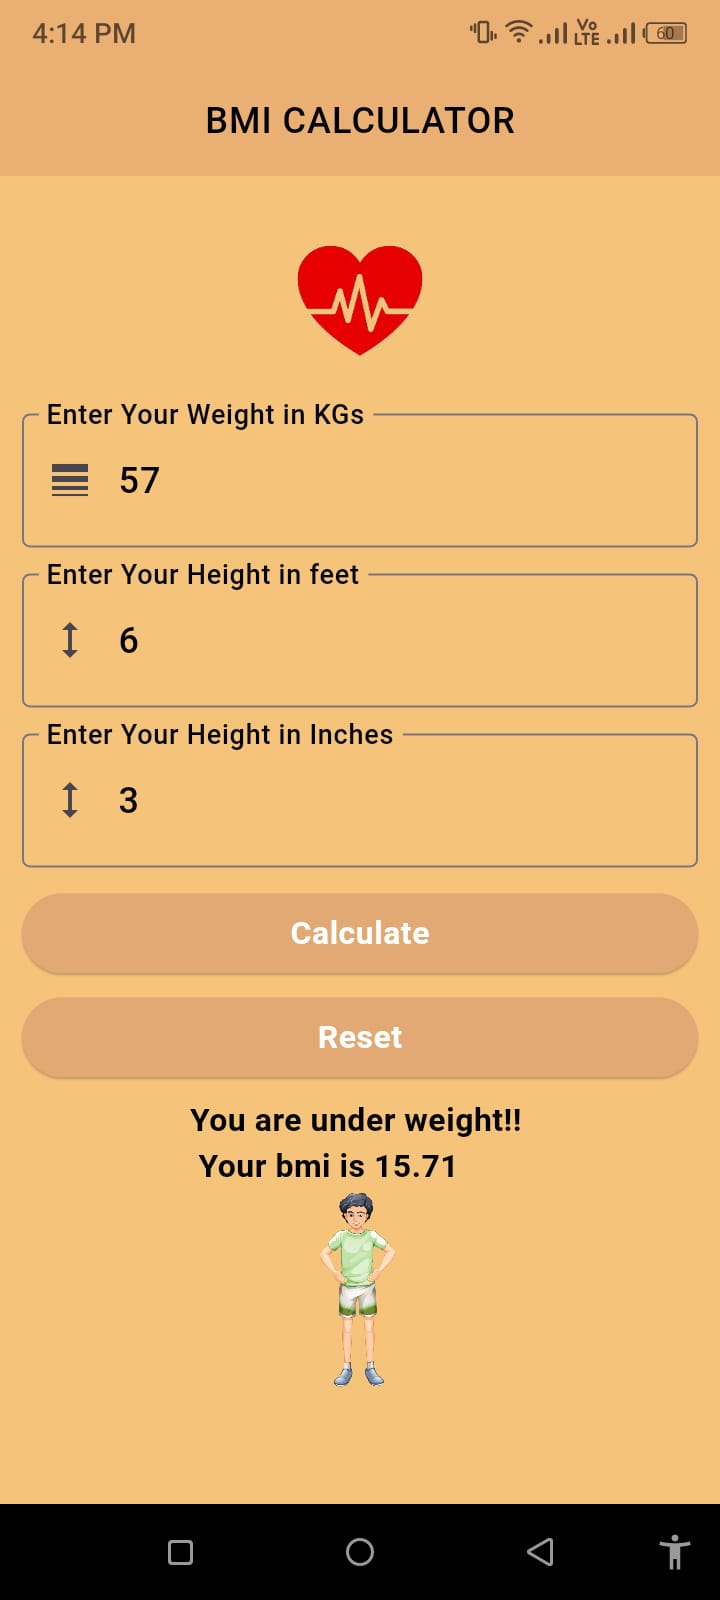 4:14 PM
Vo
LTE
60
BMI CALCULATOR
Enter Your Weight in KGs
57
Enter Your Height in feet
6
Enter Your Height in Inches
3
Calculate
Reset
You are under weight!!
Your bmi is 15.71